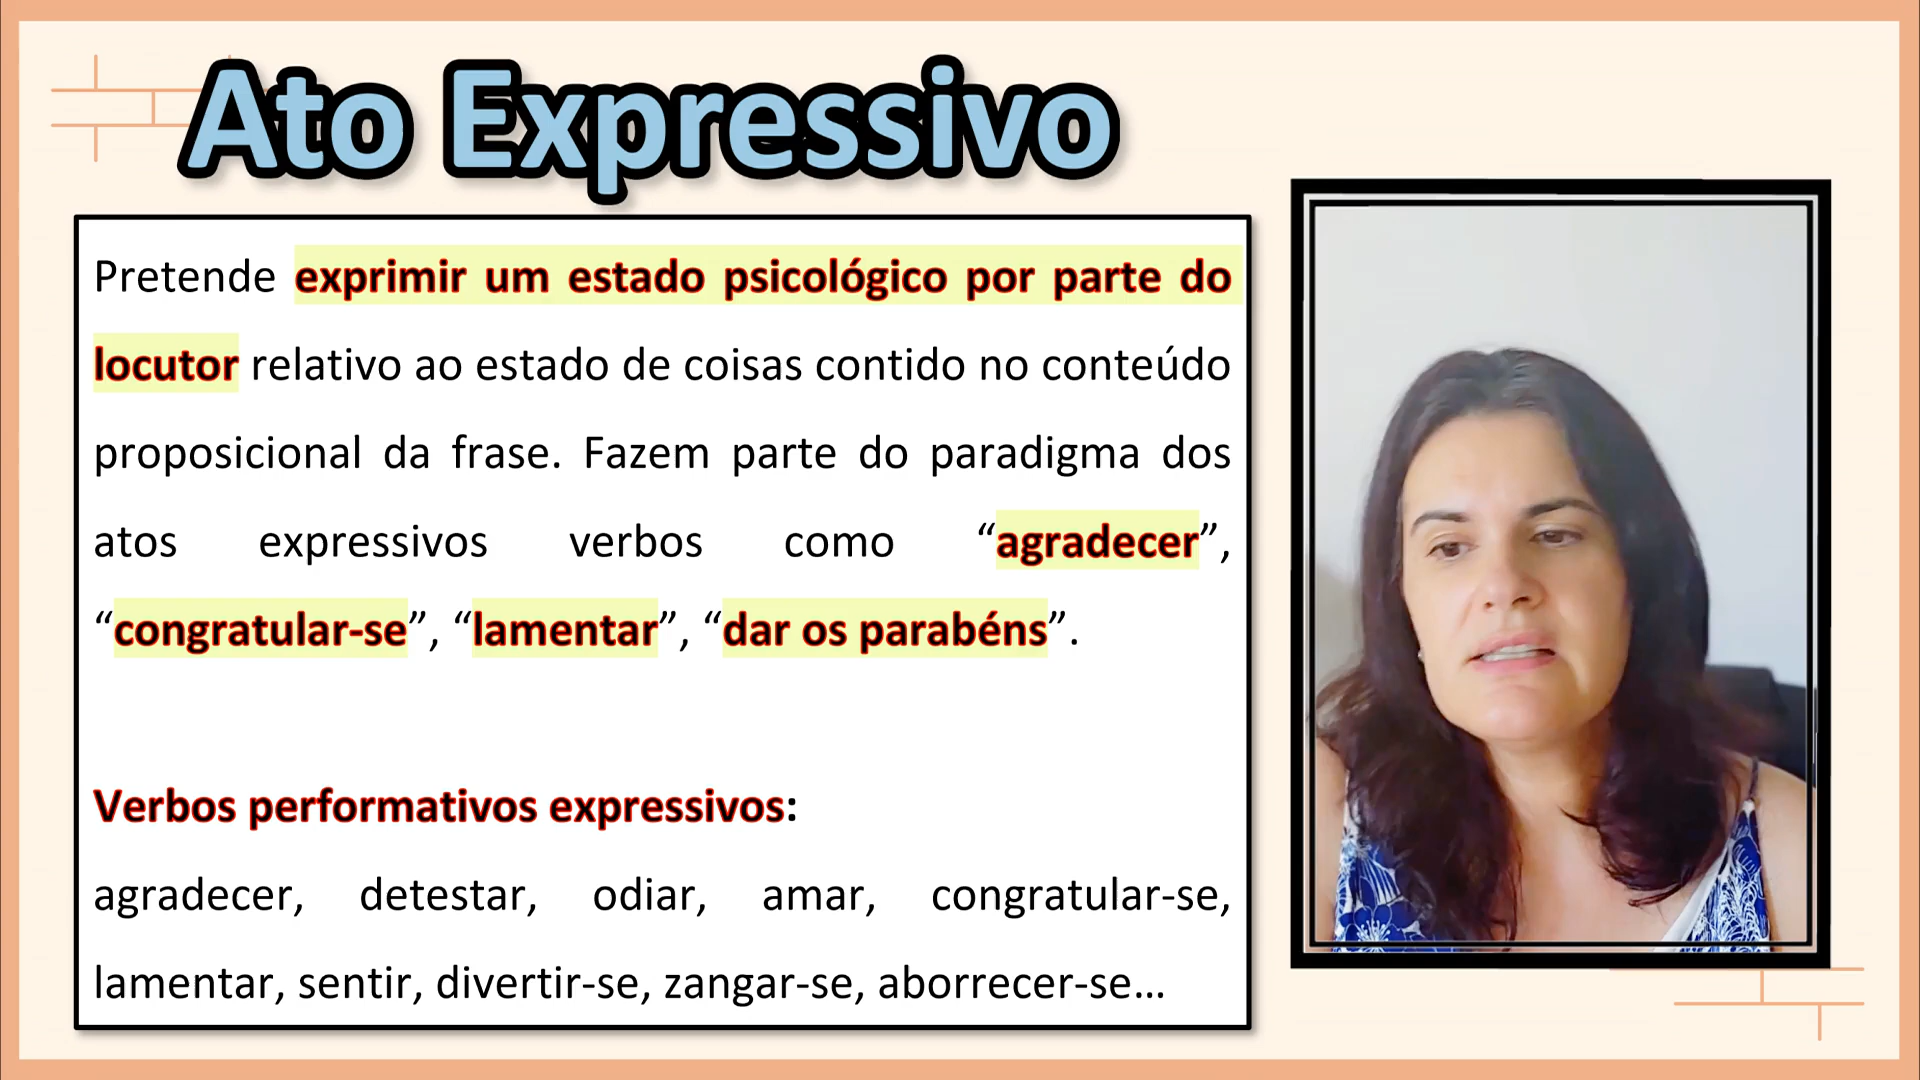 Ato Expressivo
Pretende exprimir um estado psicológico por parte do
locutor relativo ao estado de coisas contido no conteúdo
proposicional da frase. Fazem parte do paradigma dos
atos expressivos verbos como “agradecer”,
“congratular-se”, “lamentar”, “dar os parabéns”.
Verbos performativos expressivos:
agradecer, detestar, odiar, amar, congratular-se,
lamentar, sentir, divertir-se, zangar-se, aborrecer-se...